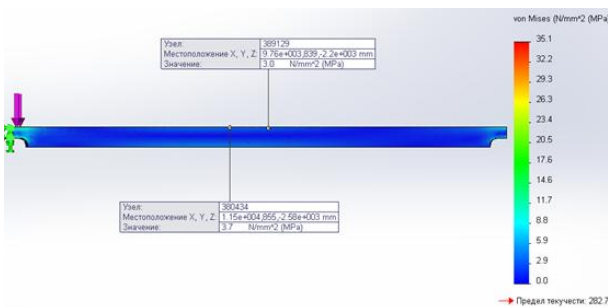 von Mises (N/mm^2 (MPa)
Узел: 389129
Местоположение X, Y, Z: 9.76e+003,839,-2.2e+003 mm
Значение: 3.0 N/mm^2 (MPa)
Узел: 380434
Местоположение X, Y, Z: 1.15e+004,855,-2.58e+003 mm
Значение: 3.7 N/mm^2 (MPa)
35.1
32.2
29.3
26.3
23.4
20.5
17.6
14.6
11.7
8.8
5.9
2.9
0.0
Предел текучести: 282.7